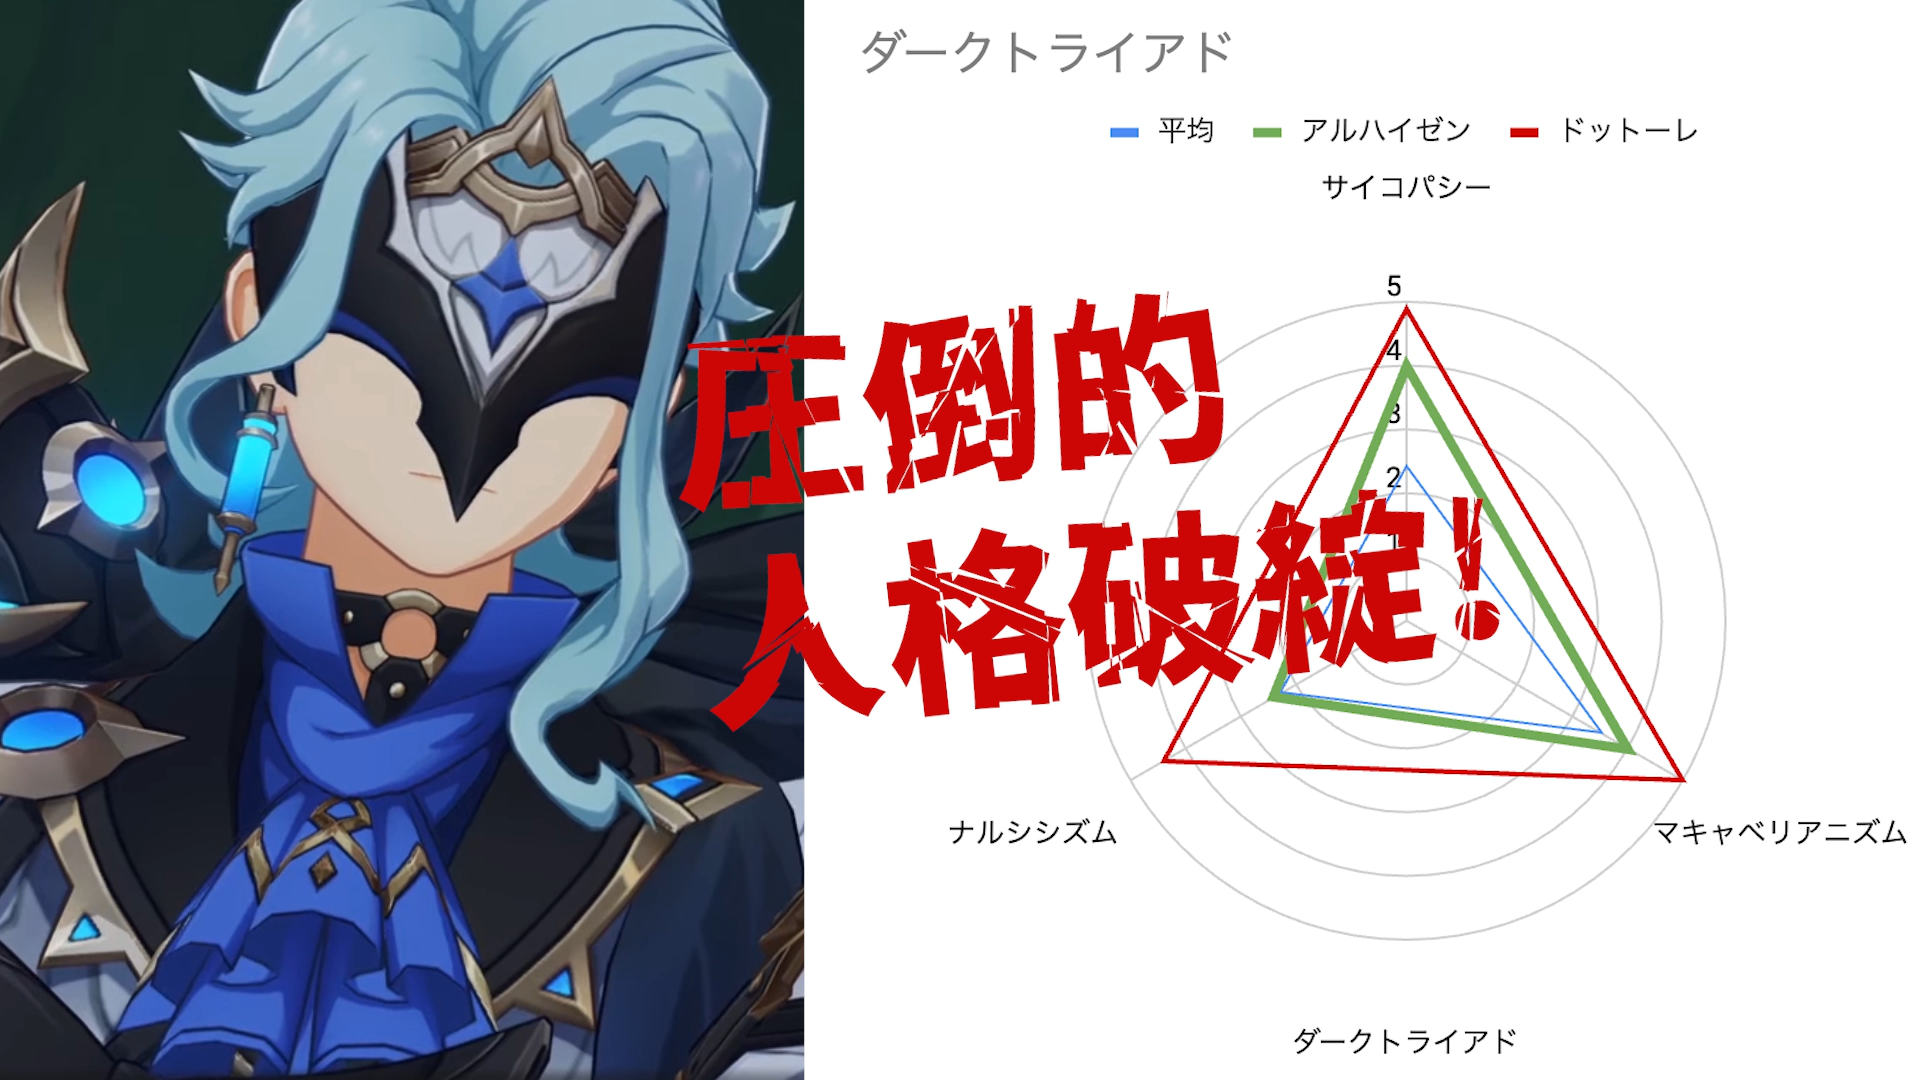 ダークトライアド
平均 アルハイゼン ドットーレ
サイコパシー
5
4
3
2
1
圧倒的
人格破綻!
ナルシシズム
マキャベリアニズム
ダークトライアド